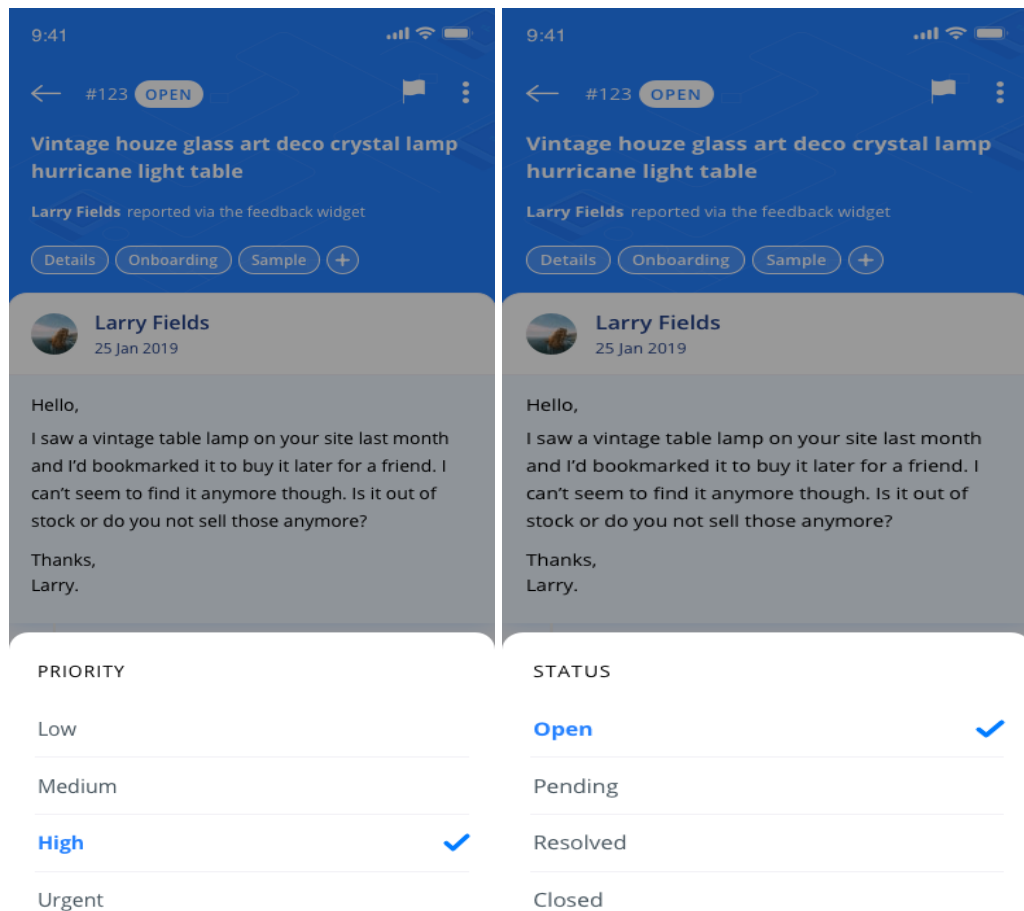 9:41
#123 OPEN
Vintage houze glass art deco crystal lamp
hurricane light table
Larry Fields reported via the feedback widget
Details Onboarding Sample +
Larry Fields
25 Jan 2019
Hello,
I saw a vintage table lamp on your site last month
and I’d bookmarked it to buy it later for a friend. I
can’t seem to find it anymore though. Is it out of
stock or do you not sell those anymore?
Thanks,
Larry.
PRIORITY
Low
Medium
High
Urgent
9:41
#123 OPEN
Vintage houze glass art deco crystal lamp
hurricane light table
Larry Fields reported via the feedback widget
Details Onboarding Sample +
Larry Fields
25 Jan 2019
Hello,
I saw a vintage table lamp on your site last month
and I’d bookmarked it to buy it later for a friend. I
can’t seem to find it anymore though. Is it out of
stock or do you not sell those anymore?
Thanks,
Larry.
STATUS
Open
Pending
Resolved
Closed